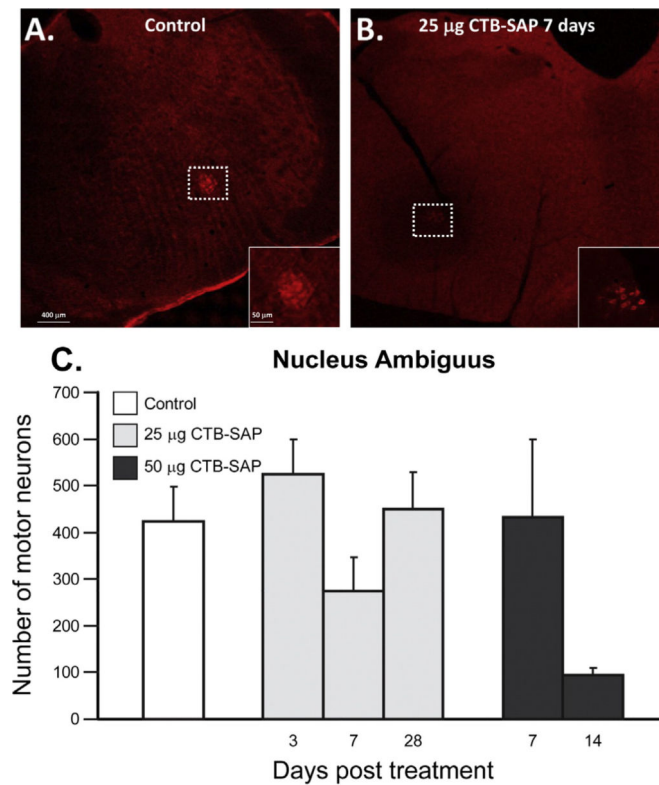 A. Control
B. 25 μg CTB-SAP 7 days
400 μm
50 μm
C. Nucleus Ambiguus
Number of motor neurons
700
600
500
400
300
200
100
0
Control
25 μg CTB-SAP
50 μg CTB-SAP
3 7 28 7 14
Days post treatment